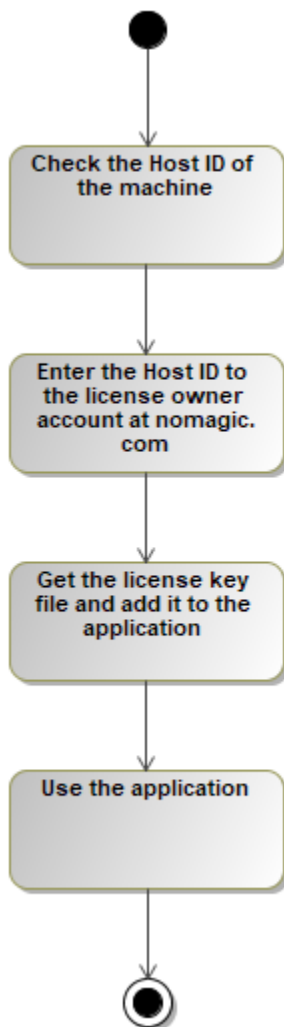 Check the Host ID of
the machine
Enter the Host ID to
the license owner
account at nomagic.
com
Get the license key
file and add it to the
application
Use the application